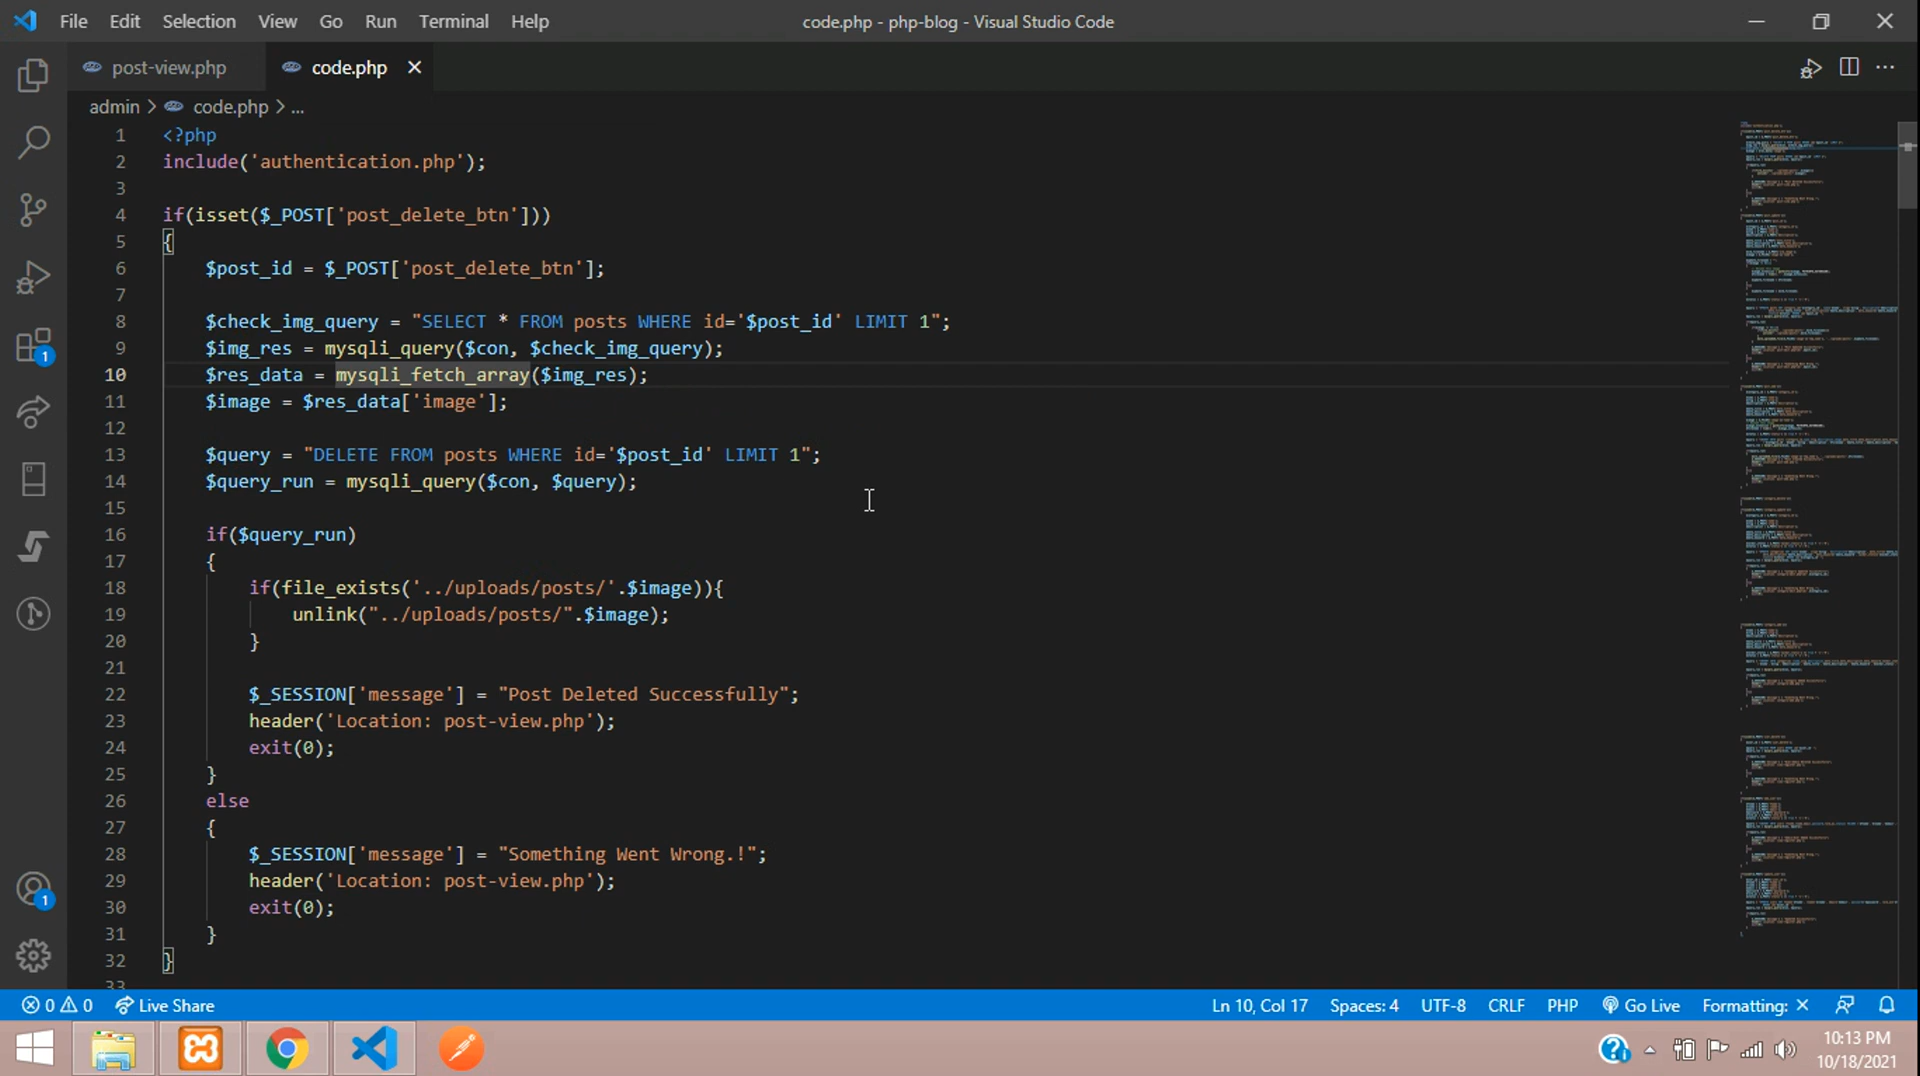 File Edit Selection View Go Run Terminal Help
code.php - php-blog - Visual Studio Code
post-view.php
code.php
admin > code.php > ...
1 <?php
2 include('authentication.php');
3
4 if(isset($_POST['post_delete_btn']))
5 {
6 $post_id = $_POST['post_delete_btn'];
7
8 $check_img_query = "SELECT * FROM posts WHERE id='$post_id' LIMIT 1";
9 $img_res = mysqli_query($con, $check_img_query);
10 $res_data = mysqli_fetch_array($img_res);
11 $image = $res_data['image'];
12
13 $query = "DELETE FROM posts WHERE id='$post_id' LIMIT 1";
14 $query_run = mysqli_query($con, $query);
15
16 if($query_run)
17 {
18 if(file_exists('../uploads/posts/'.$image)){
19 unlink("../uploads/posts/".$image);
20 }
21
22 $_SESSION['message'] = "Post Deleted Successfully";
23 header('Location: post-view.php');
24 exit(0);
25 }
26 else
27 {
28 $_SESSION['message'] = "Something Went Wrong.!";
29 header('Location: post-view.php');
30 exit(0);
31 }
32 }
33
1
1
0 0 Live Share
Ln 10, Col 17 Spaces: 4 UTF-8 CRLF PHP Go Live Formatting: ×
10:13 PM
10/18/2021